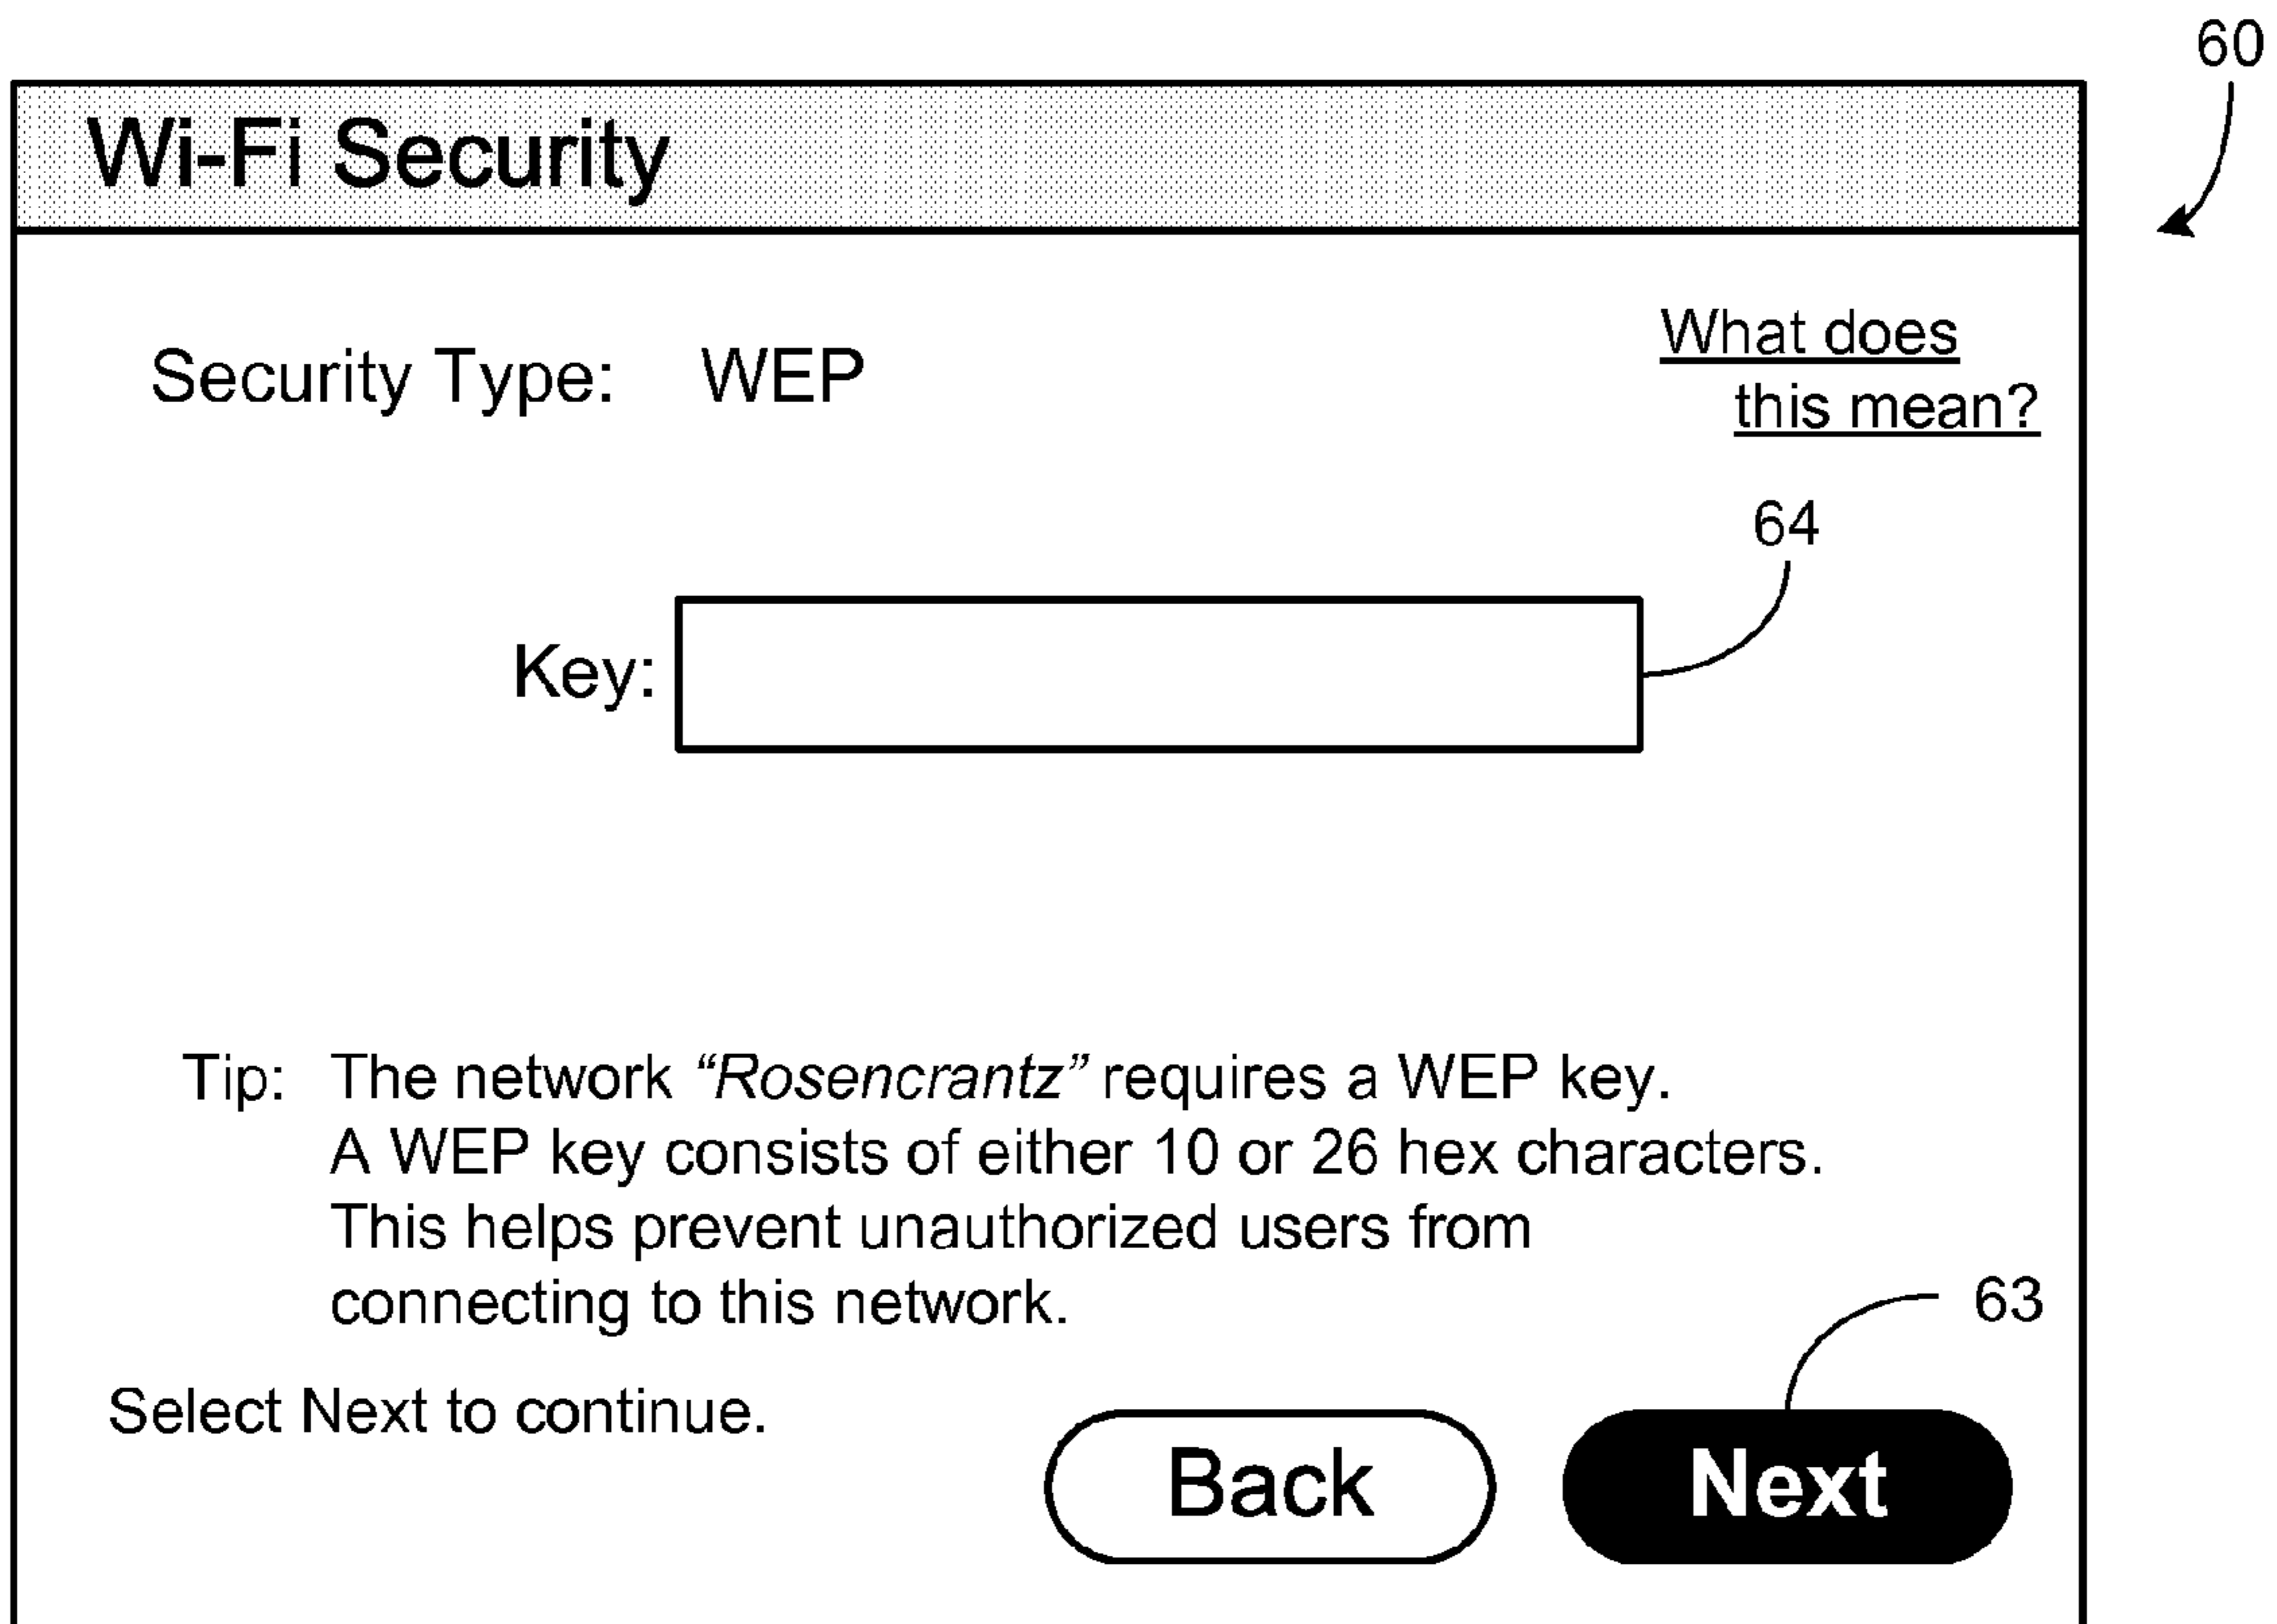 60
Wi-Fi Security
Security Type: WEP
What does
this mean?
64
Key:
Tip: The network “Rosencrantz” requires a WEP key.
A WEP key consists of either 10 or 26 hex characters.
This helps prevent unauthorized users from
connecting to this network.
63
Select Next to continue.
Back
Next